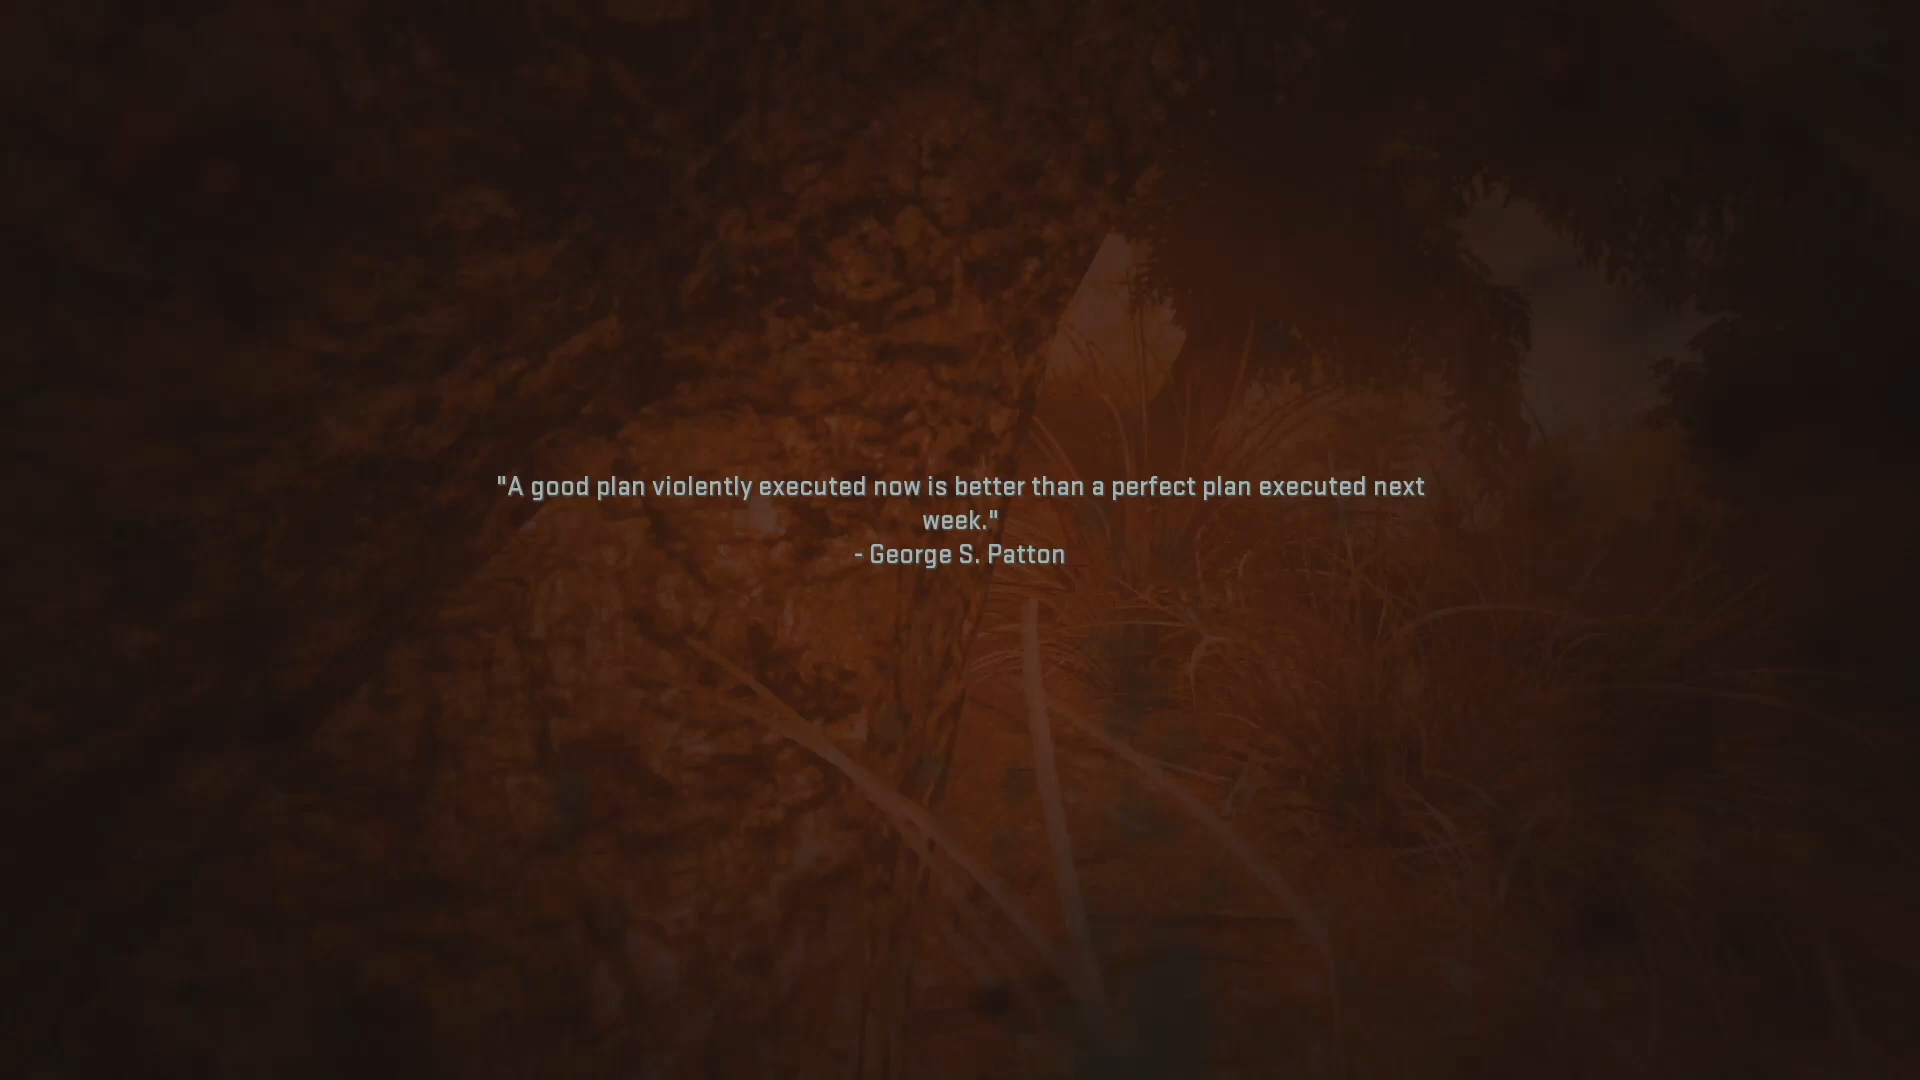 "A good plan violently executed now is better than a perfect plan executed next
week."
- George S. Patton